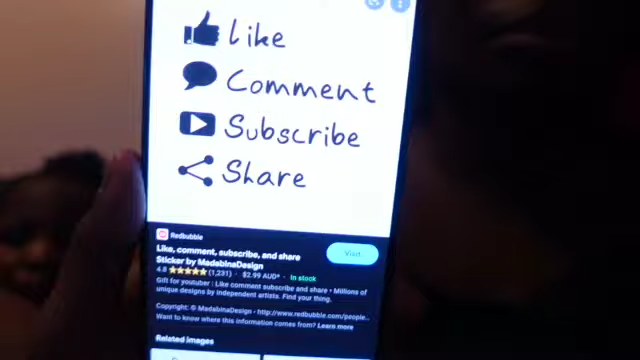 Like
Comment
Subscribe
Share
Redbubble
Like, comment, subscribe, and share
Sticker by MadabinaDesign
Visit
4.8 ★★★★★ (1,231) · $2.99 AUD* · In stock
Gift for youtuber | Like comment subscribe and share • Millions of
unique designs by independent artists. Find your thing.
Copyright: © MadabinaDesign - http://www.redbubble.com/people...
Want to know where this information comes from? Learn more
Related images